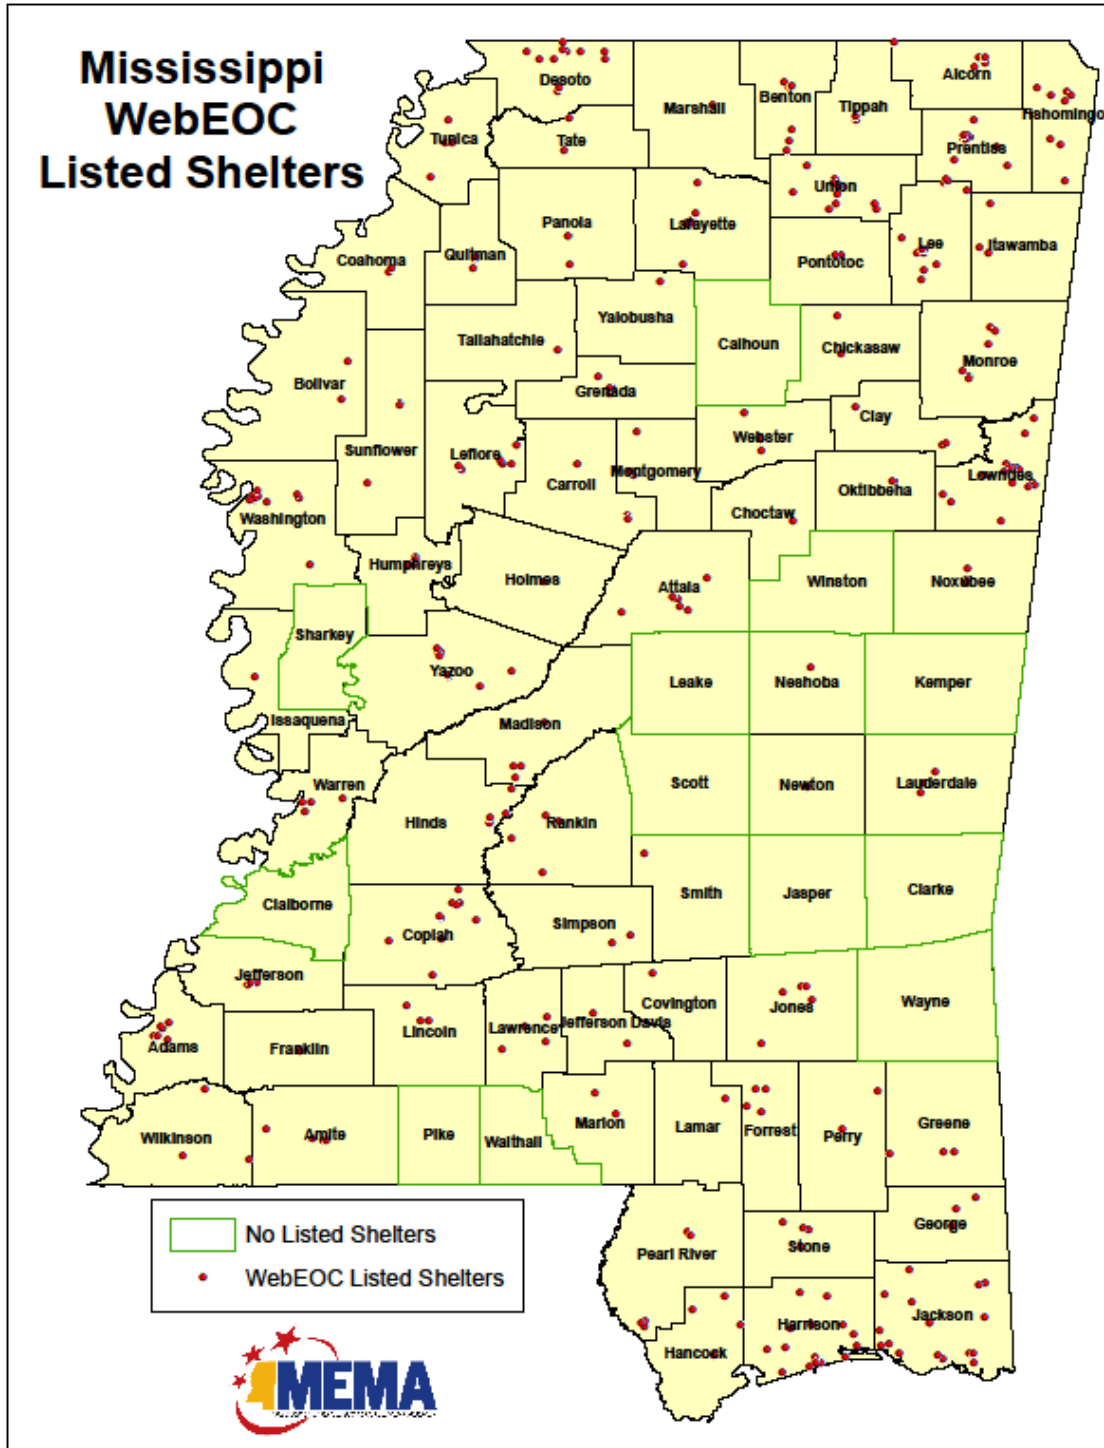 Mississippi
WebEOC
Listed Shelters
Desoto
Marshall
Benton
Tippah
Alcorn
Tishomingo
Tunica
Tate
Prentiss
Union
Panola
Lafayette
Lee
Itawamba
Coahoma
Quitman
Pontotoc
Yalobusha
Tallahatchie
Calhoun
Chickasaw
Monroe
Bolivar
Grenada
Clay
Sunflower
Leflore
Webster
Montgomery
Carroll
Lowndes
Oktibbeha
Washington
Choctaw
Humphreys
Holmes
Attala
Winston
Noxubee
Sharkey
Yazoo
Leake
Neshoba
Kemper
Issaquena
Madison
Warren
Scott
Newton
Lauderdale
Hinds
Rankin
Smith
Jasper
Clarke
Claiborne
Simpson
Copiah
Jefferson
Covington
Jones
Wayne
Lincoln
Lawrence
Jefferson Davis
Adams
Franklin
Wilkinson
Amite
Pike
Walthall
Marion
Lamar
Forrest
Perry
Greene
George
Pearl River
Stone
Jackson
Harrison
Hancock
No Listed Shelters
WebEOC Listed Shelters
MEMA